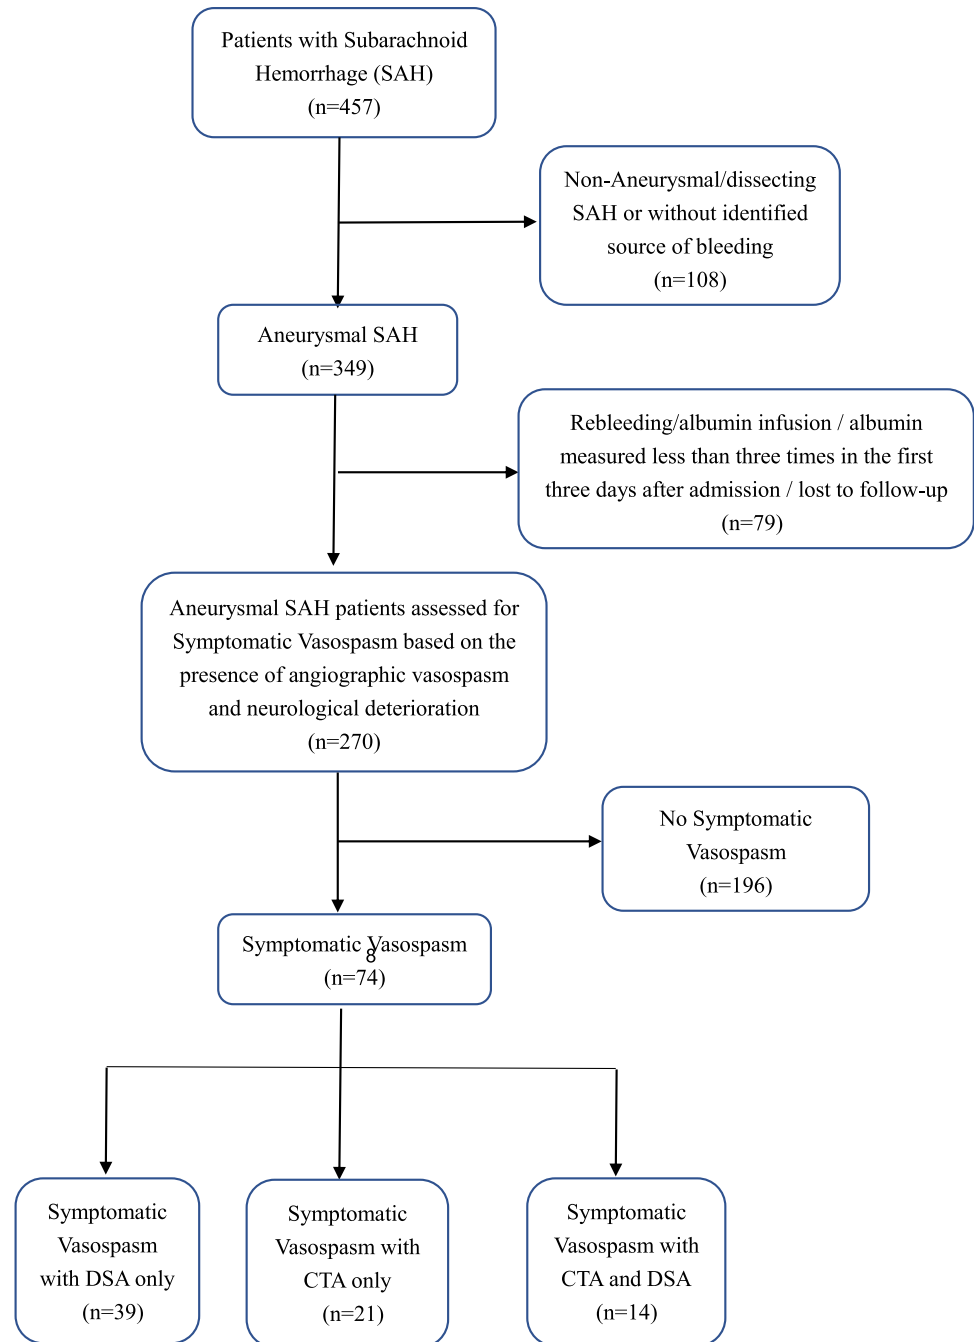 Patients with Subarachnoid
Hemorrhage (SAH)
(n=457)
Non-Aneurysmal/dissecting
SAH or without identified
source of bleeding
(n=108)
Aneurysmal SAH
(n=349)
Rebleeding/albumin infusion / albumin
measured less than three times in the first
three days after admission / lost to follow-up
(n=79)
Aneurysmal SAH patients assessed for
Symptomatic Vasospasm based on the
presence of angiographic vasospasm
and neurological deterioration
(n=270)
No Symptomatic
Vasospasm
(n=196)
Symptomatic Vasospasm
8
(n=74)
Symptomatic
Vasospasm
with DSA only
(n=39)
Symptomatic
Vasospasm with
CTA only
(n=21)
Symptomatic
Vasospasm with
CTA and DSA
(n=14)